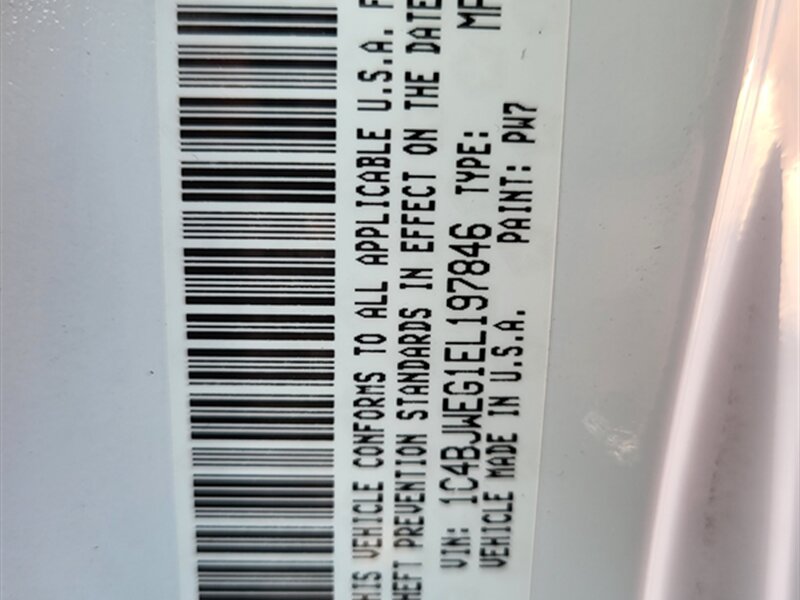 HIS VEHICLE CONFORMS TO ALL APPLICABLE U.S.A. F
HEFT PREVENTION STANDARDS IN EFFECT ON THE DATE
VIN: 1C4BJWEG1EL197846 TYPE: MP
VEHICLE MADE IN U.S.A. PAINT: PW7